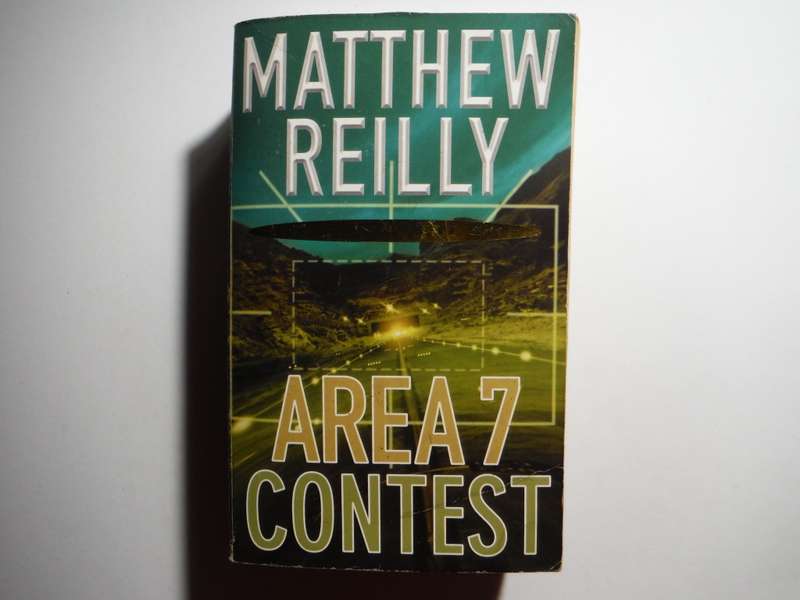 MATTHEW
REILLY
AREA 7
CONTEST